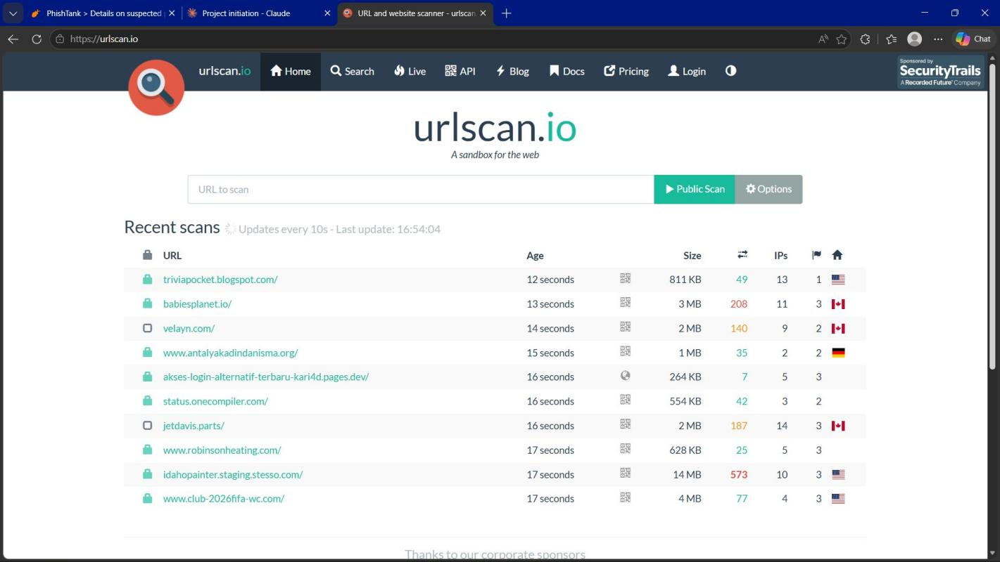 PhishTank > Details on suspected
Project initiation - Claude
URL and website scanner - urlscan.
https://urlscan.io
Chat
urlscan.io
Home
Search
Live
API
Blog
Docs
Pricing
Login
Sponsored by
SecurityTrails
A Recorded Future® Company
urlscan.io
A sandbox for the web
URL to scan
Public Scan
Options
Recent scans Updates every 10s - Last update: 16:54:04
URL Age Size IPs
triviapocket.blogspot.com/ 12 seconds 811 KB 49 13 1
babiesplanet.io/ 13 seconds 3 MB 208 11 3
velayn.com/ 14 seconds 2 MB 140 9 2
www.antalyakadindanisma.org/ 15 seconds 1 MB 35 2 2
akses-login-alternatif-terbaru-kari4d.pages.dev/ 16 seconds 264 KB 7 5 3
status.onecompiler.com/ 16 seconds 554 KB 42 3 2
jetdavis.parts/ 16 seconds 2 MB 187 14 3
www.robinsonheating.com/ 17 seconds 628 KB 25 5 3
idahopainter.staging.stesso.com/ 17 seconds 14 MB 573 10 3
www.club-2026fifa-wc.com/ 17 seconds 4 MB 77 4 3
Thanks to our corporate sponsors